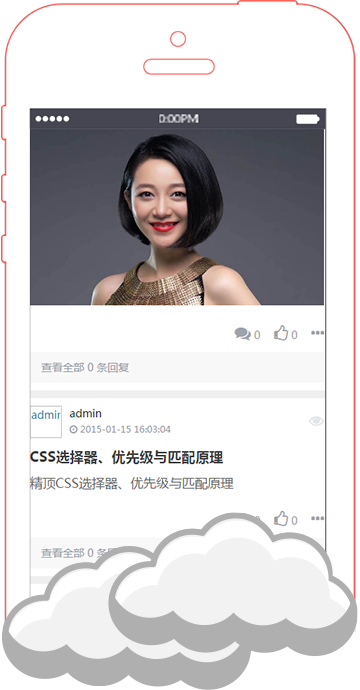 0:00PM
0 0
查看全部 0 条回复
admin admin
2015-01-15 16:03:04
CSS选择器、优先级与匹配原理
精顶CSS选择器、优先级与匹配原理
0 0
查看全部 0 条